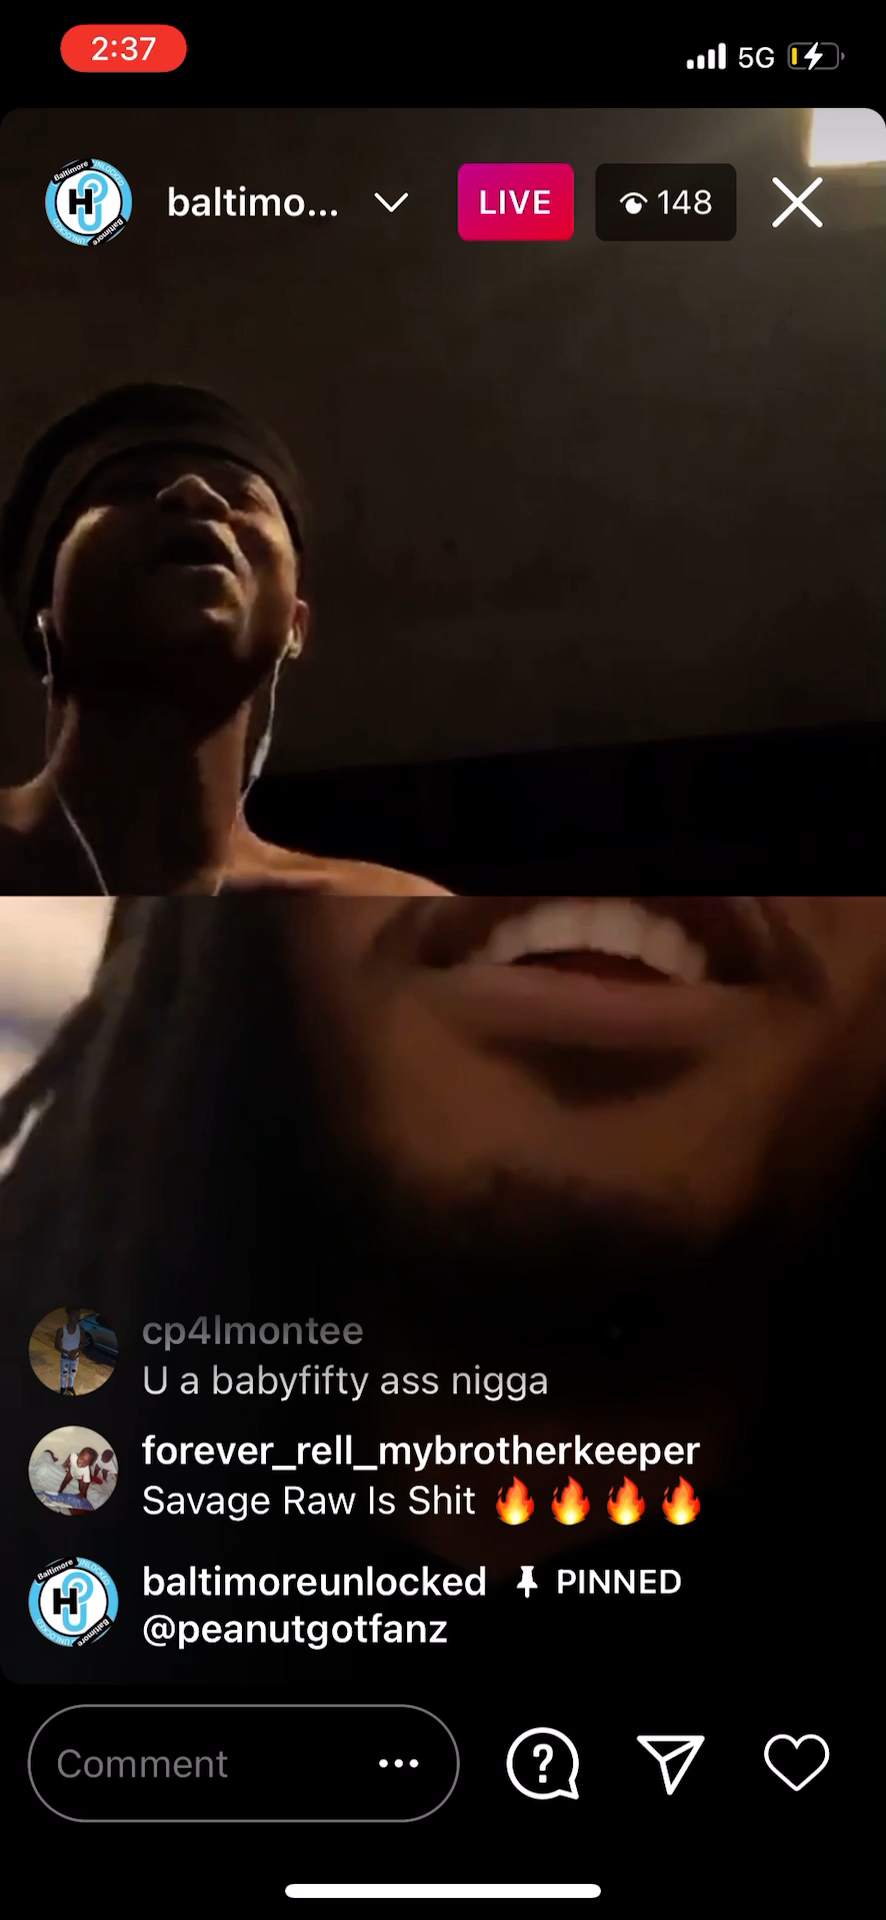 2:37
5G
baltimo...
LIVE
148
cp4lmontee
U a babyfifty ass nigga
forever_rell_mybrotherkeeper
Savage Raw Is Shit 🔥🔥🔥🔥
baltimoreunlocked PINNED
@peanutgotfanz
Comment